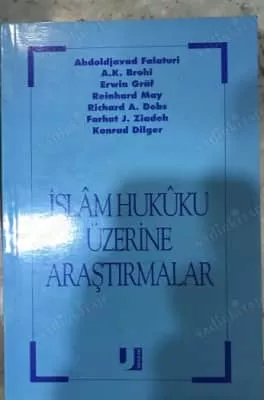 Abdoldjavad Falaturi
A.K. Brohi
Erwin Gräf
Reinhard May
Richard A. Debs
Farhat J. Ziadeh
Konrad Dilger
İSLÂM HUKÛKU
ÜZERİNE
ARAŞTIRMALAR